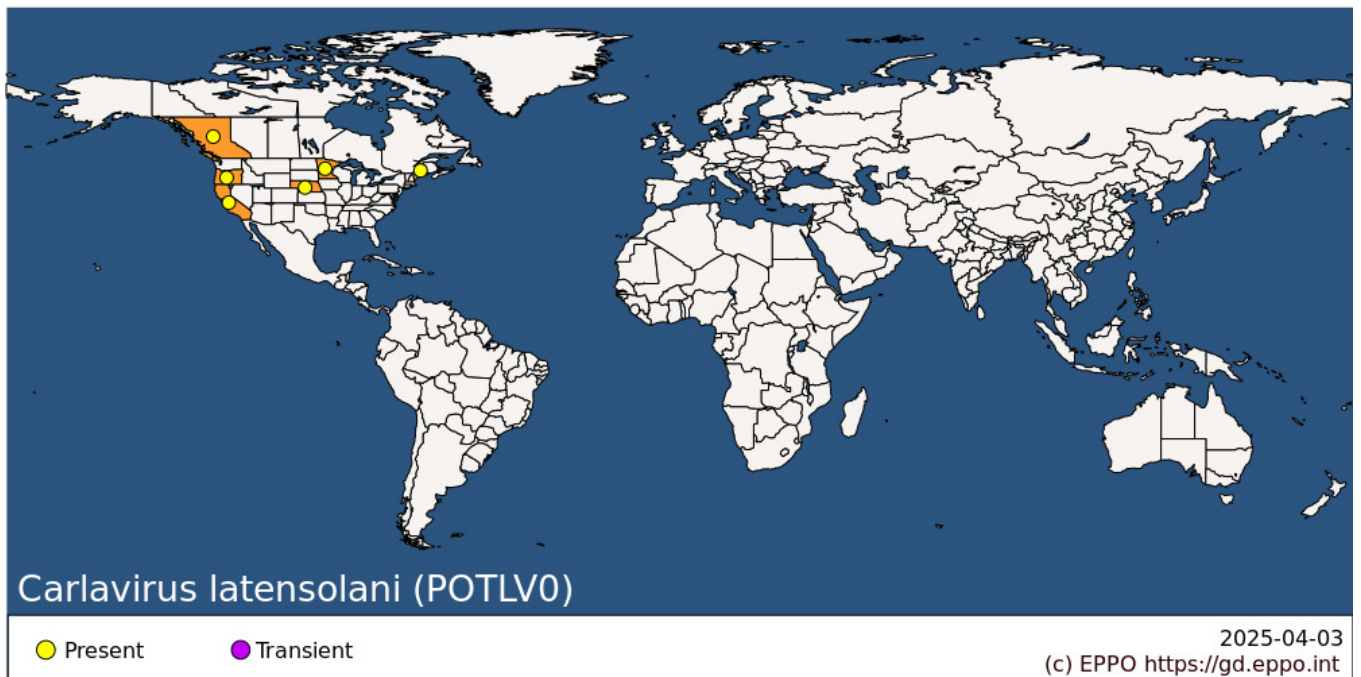 Carlavirus latensolani (POTLV0)
Present
Transient
2025-04-03
(c) EPPO https://gd.eppo.int